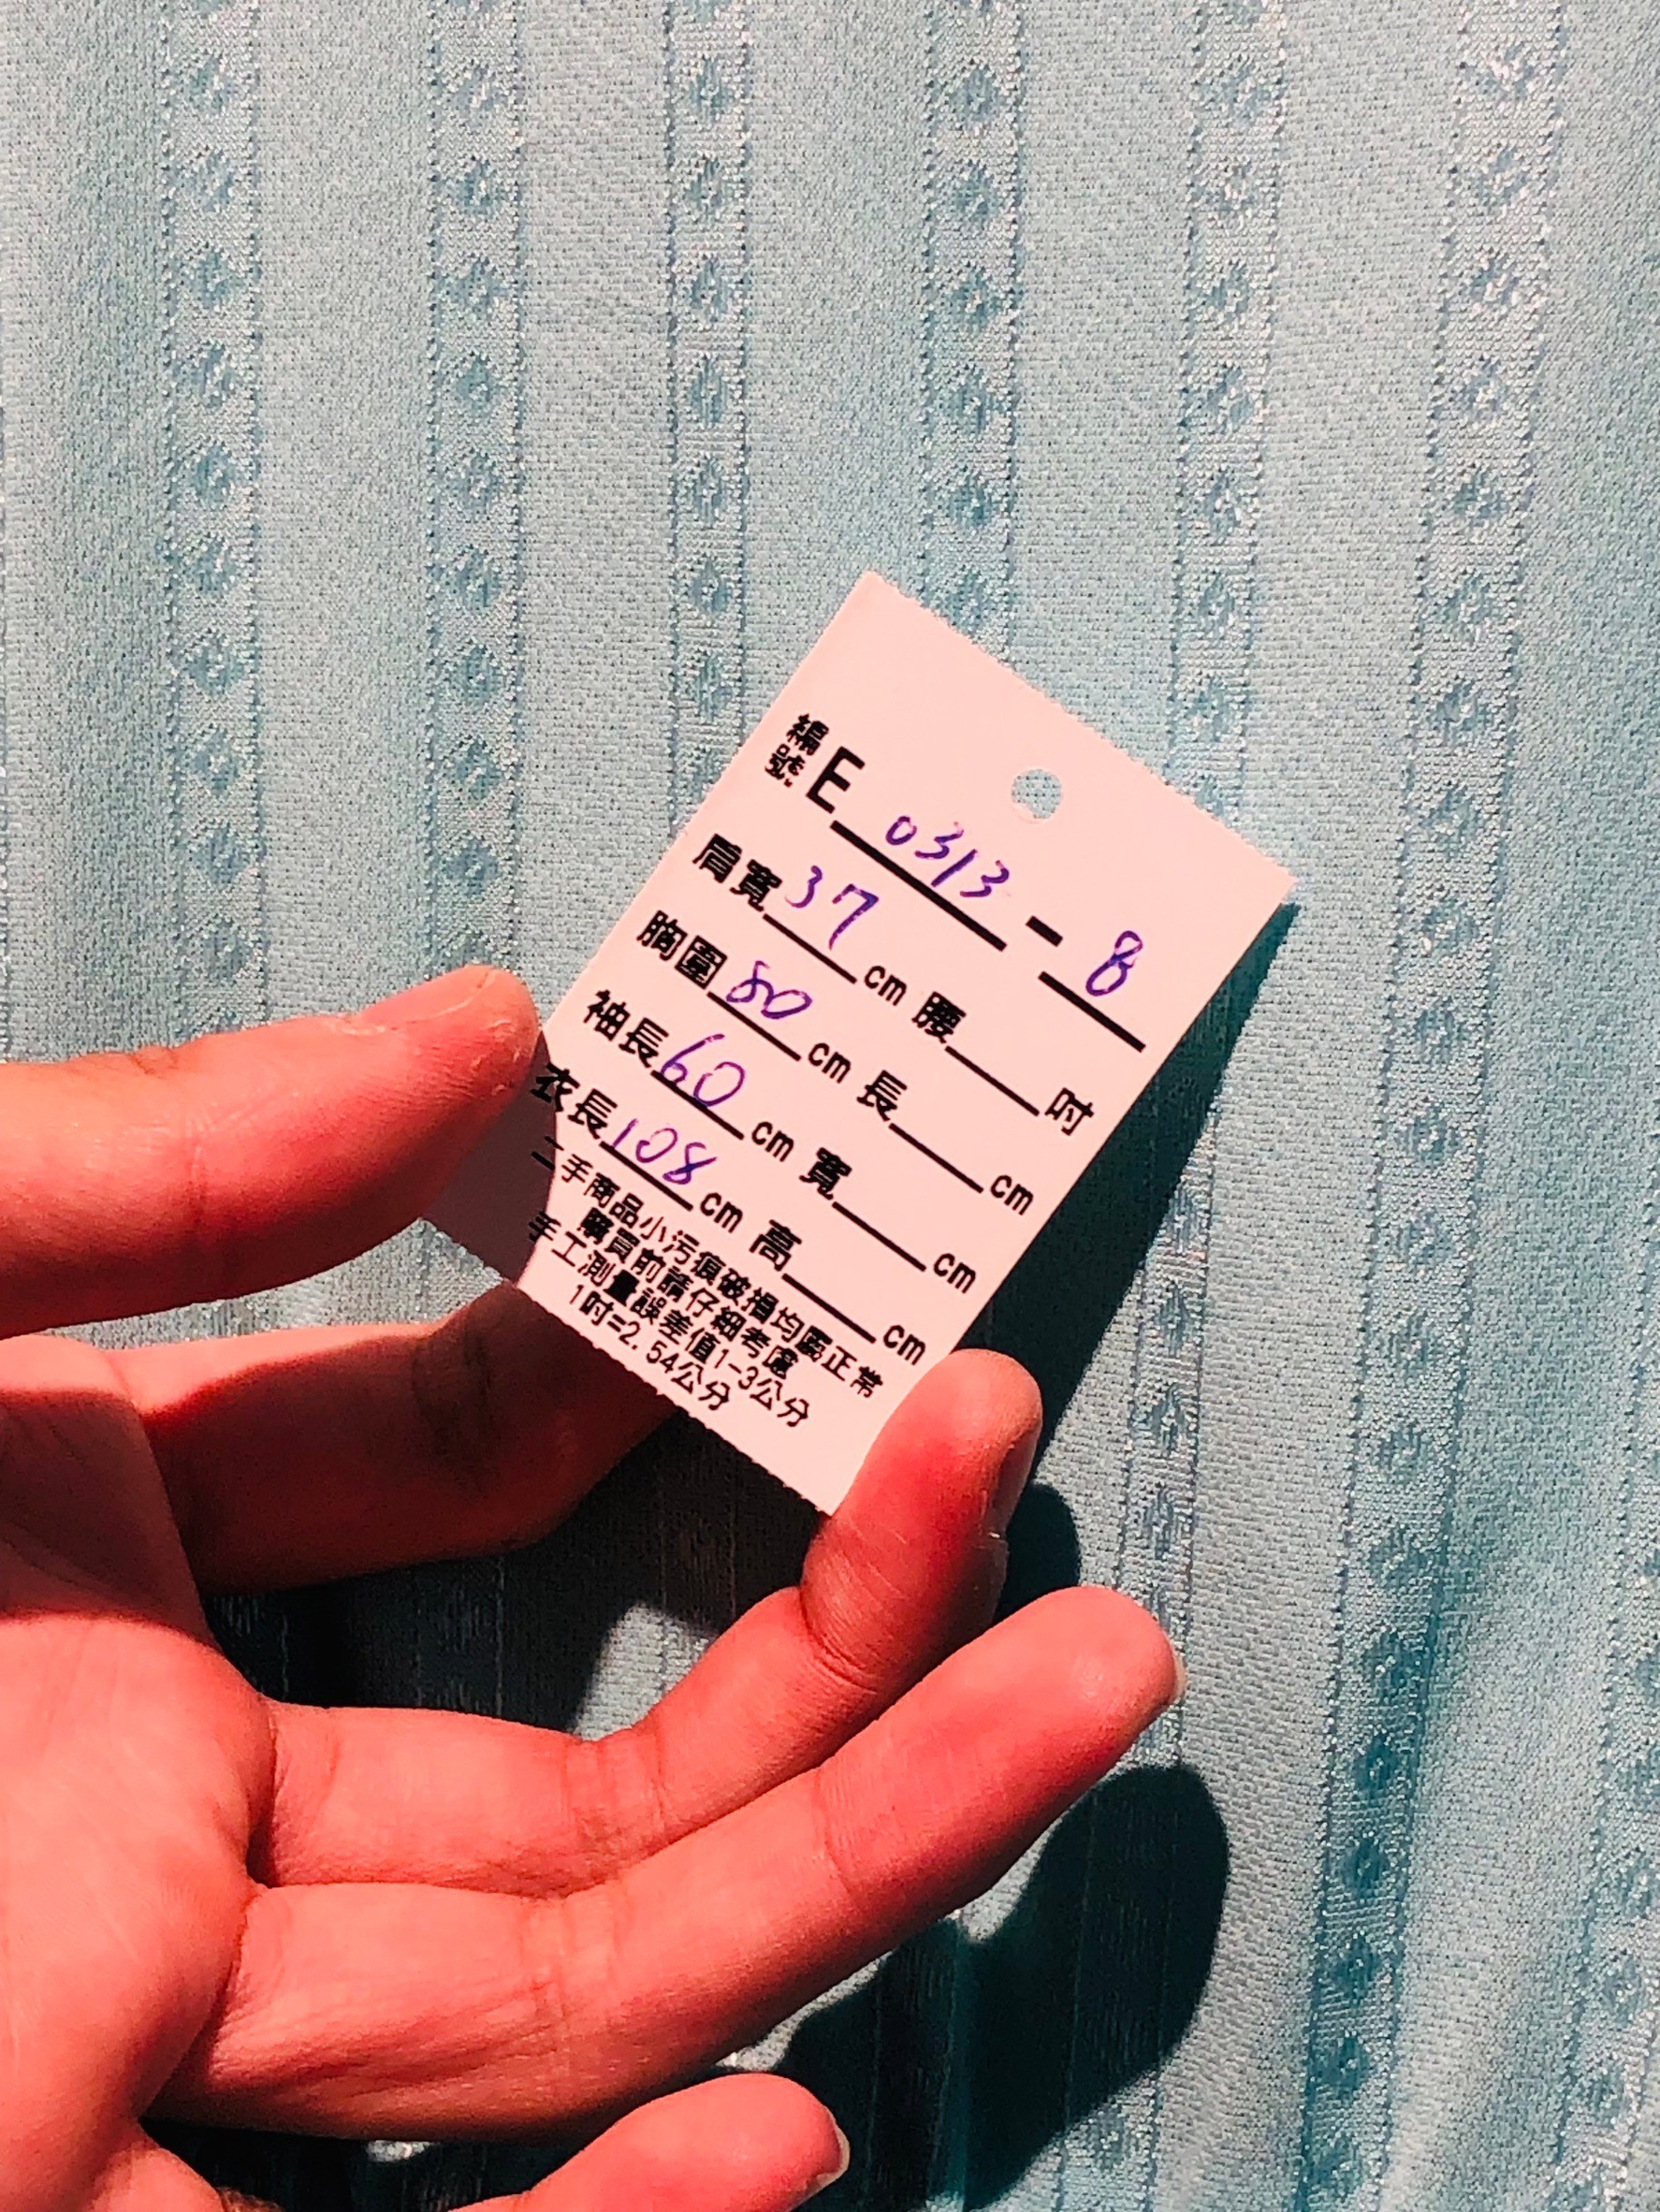 編號 E 0313 - 8
肩寬 37 cm 腰 吋
胸圍 80 cm 長 cm
袖長 60 cm 寬 cm
衣長 108 cm 高 cm
二手商品小污痕破損均屬正常
購買前請仔細考慮
手工測量誤差值1-3公分
1吋=2.54公分